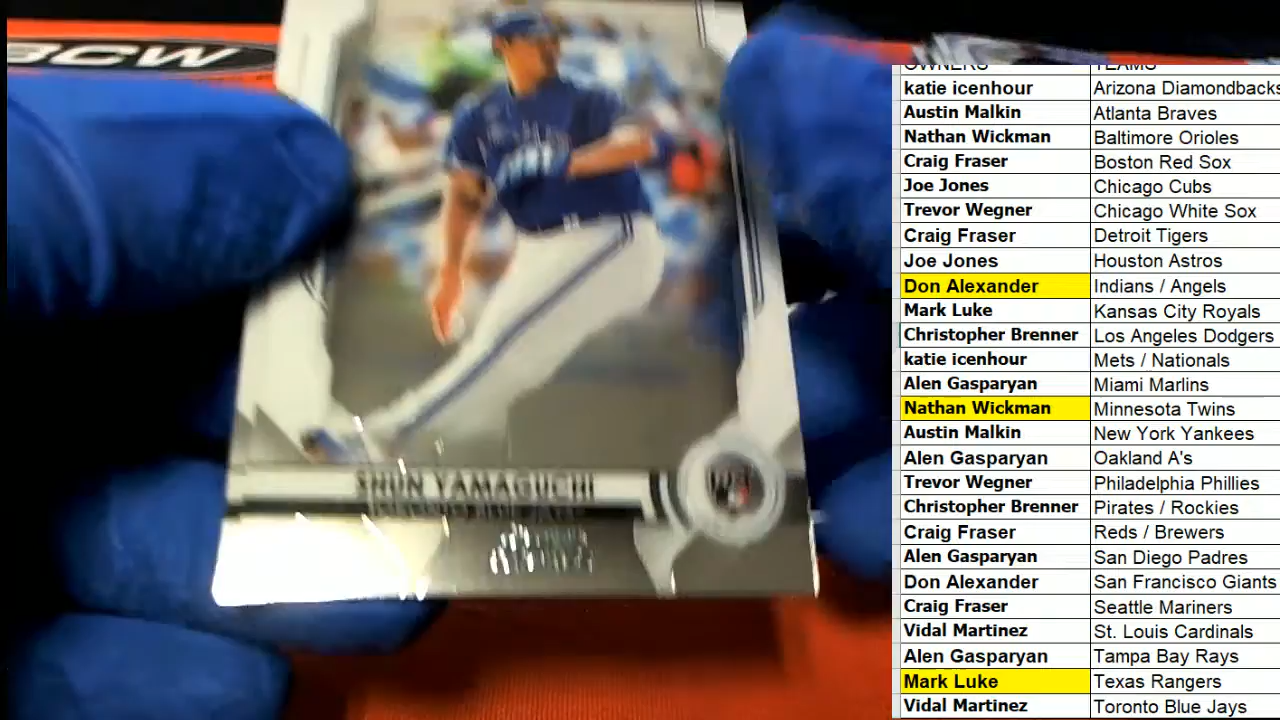 BCW
SHUN YAMAGUCHI
TORONTO BLUE JAYS
OWNERS TEAMS
katie icenhour Arizona Diamondbacks
Austin Malkin Atlanta Braves
Nathan Wickman Baltimore Orioles
Craig Fraser Boston Red Sox
Joe Jones Chicago Cubs
Trevor Wegner Chicago White Sox
Craig Fraser Detroit Tigers
Joe Jones Houston Astros
Don Alexander Indians / Angels
Mark Luke Kansas City Royals
Christopher Brenner Los Angeles Dodgers
katie icenhour Mets / Nationals
Alen Gasparyan Miami Marlins
Nathan Wickman Minnesota Twins
Austin Malkin New York Yankees
Alen Gasparyan Oakland A's
Trevor Wegner Philadelphia Phillies
Christopher Brenner Pirates / Rockies
Craig Fraser Reds / Brewers
Alen Gasparyan San Diego Padres
Don Alexander San Francisco Giants
Craig Fraser Seattle Mariners
Vidal Martinez St. Louis Cardinals
Alen Gasparyan Tampa Bay Rays
Mark Luke Texas Rangers
Vidal Martinez Toronto Blue Jays